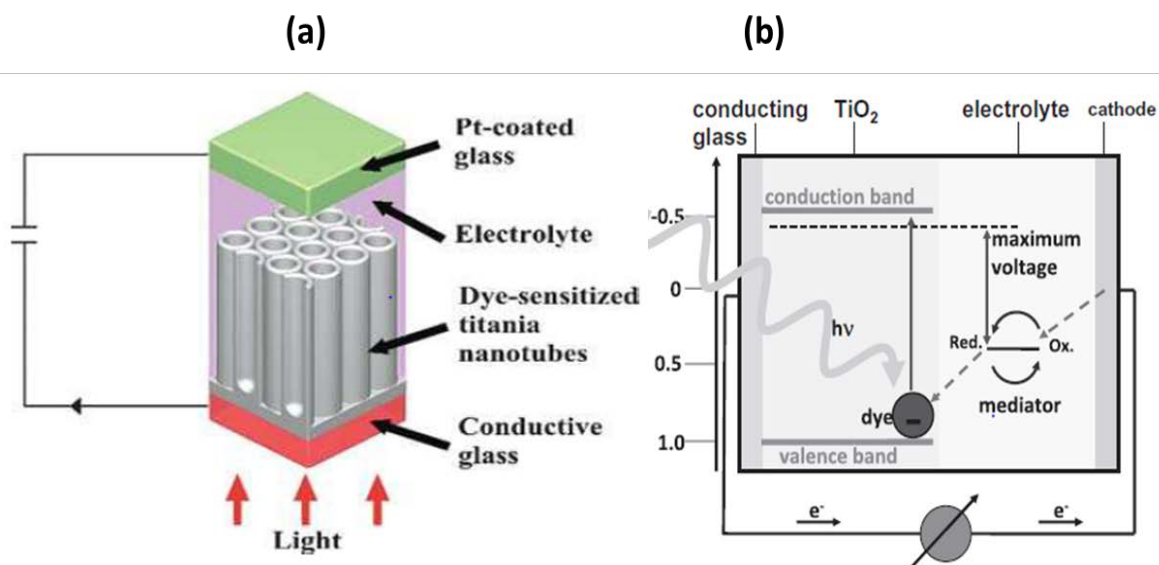 (a)
Pt-coated
glass
Electrolyte
Dye-sensitized
titania
nanotubes
Conductive
glass
Light
(b)
conducting
glass
TiO₂
electrolyte
cathode
conduction band
-0.5
maximum
voltage
0
hν
Red.
Ox.
0.5
mediator
dye
1.0
valence band
e⁻
e⁻